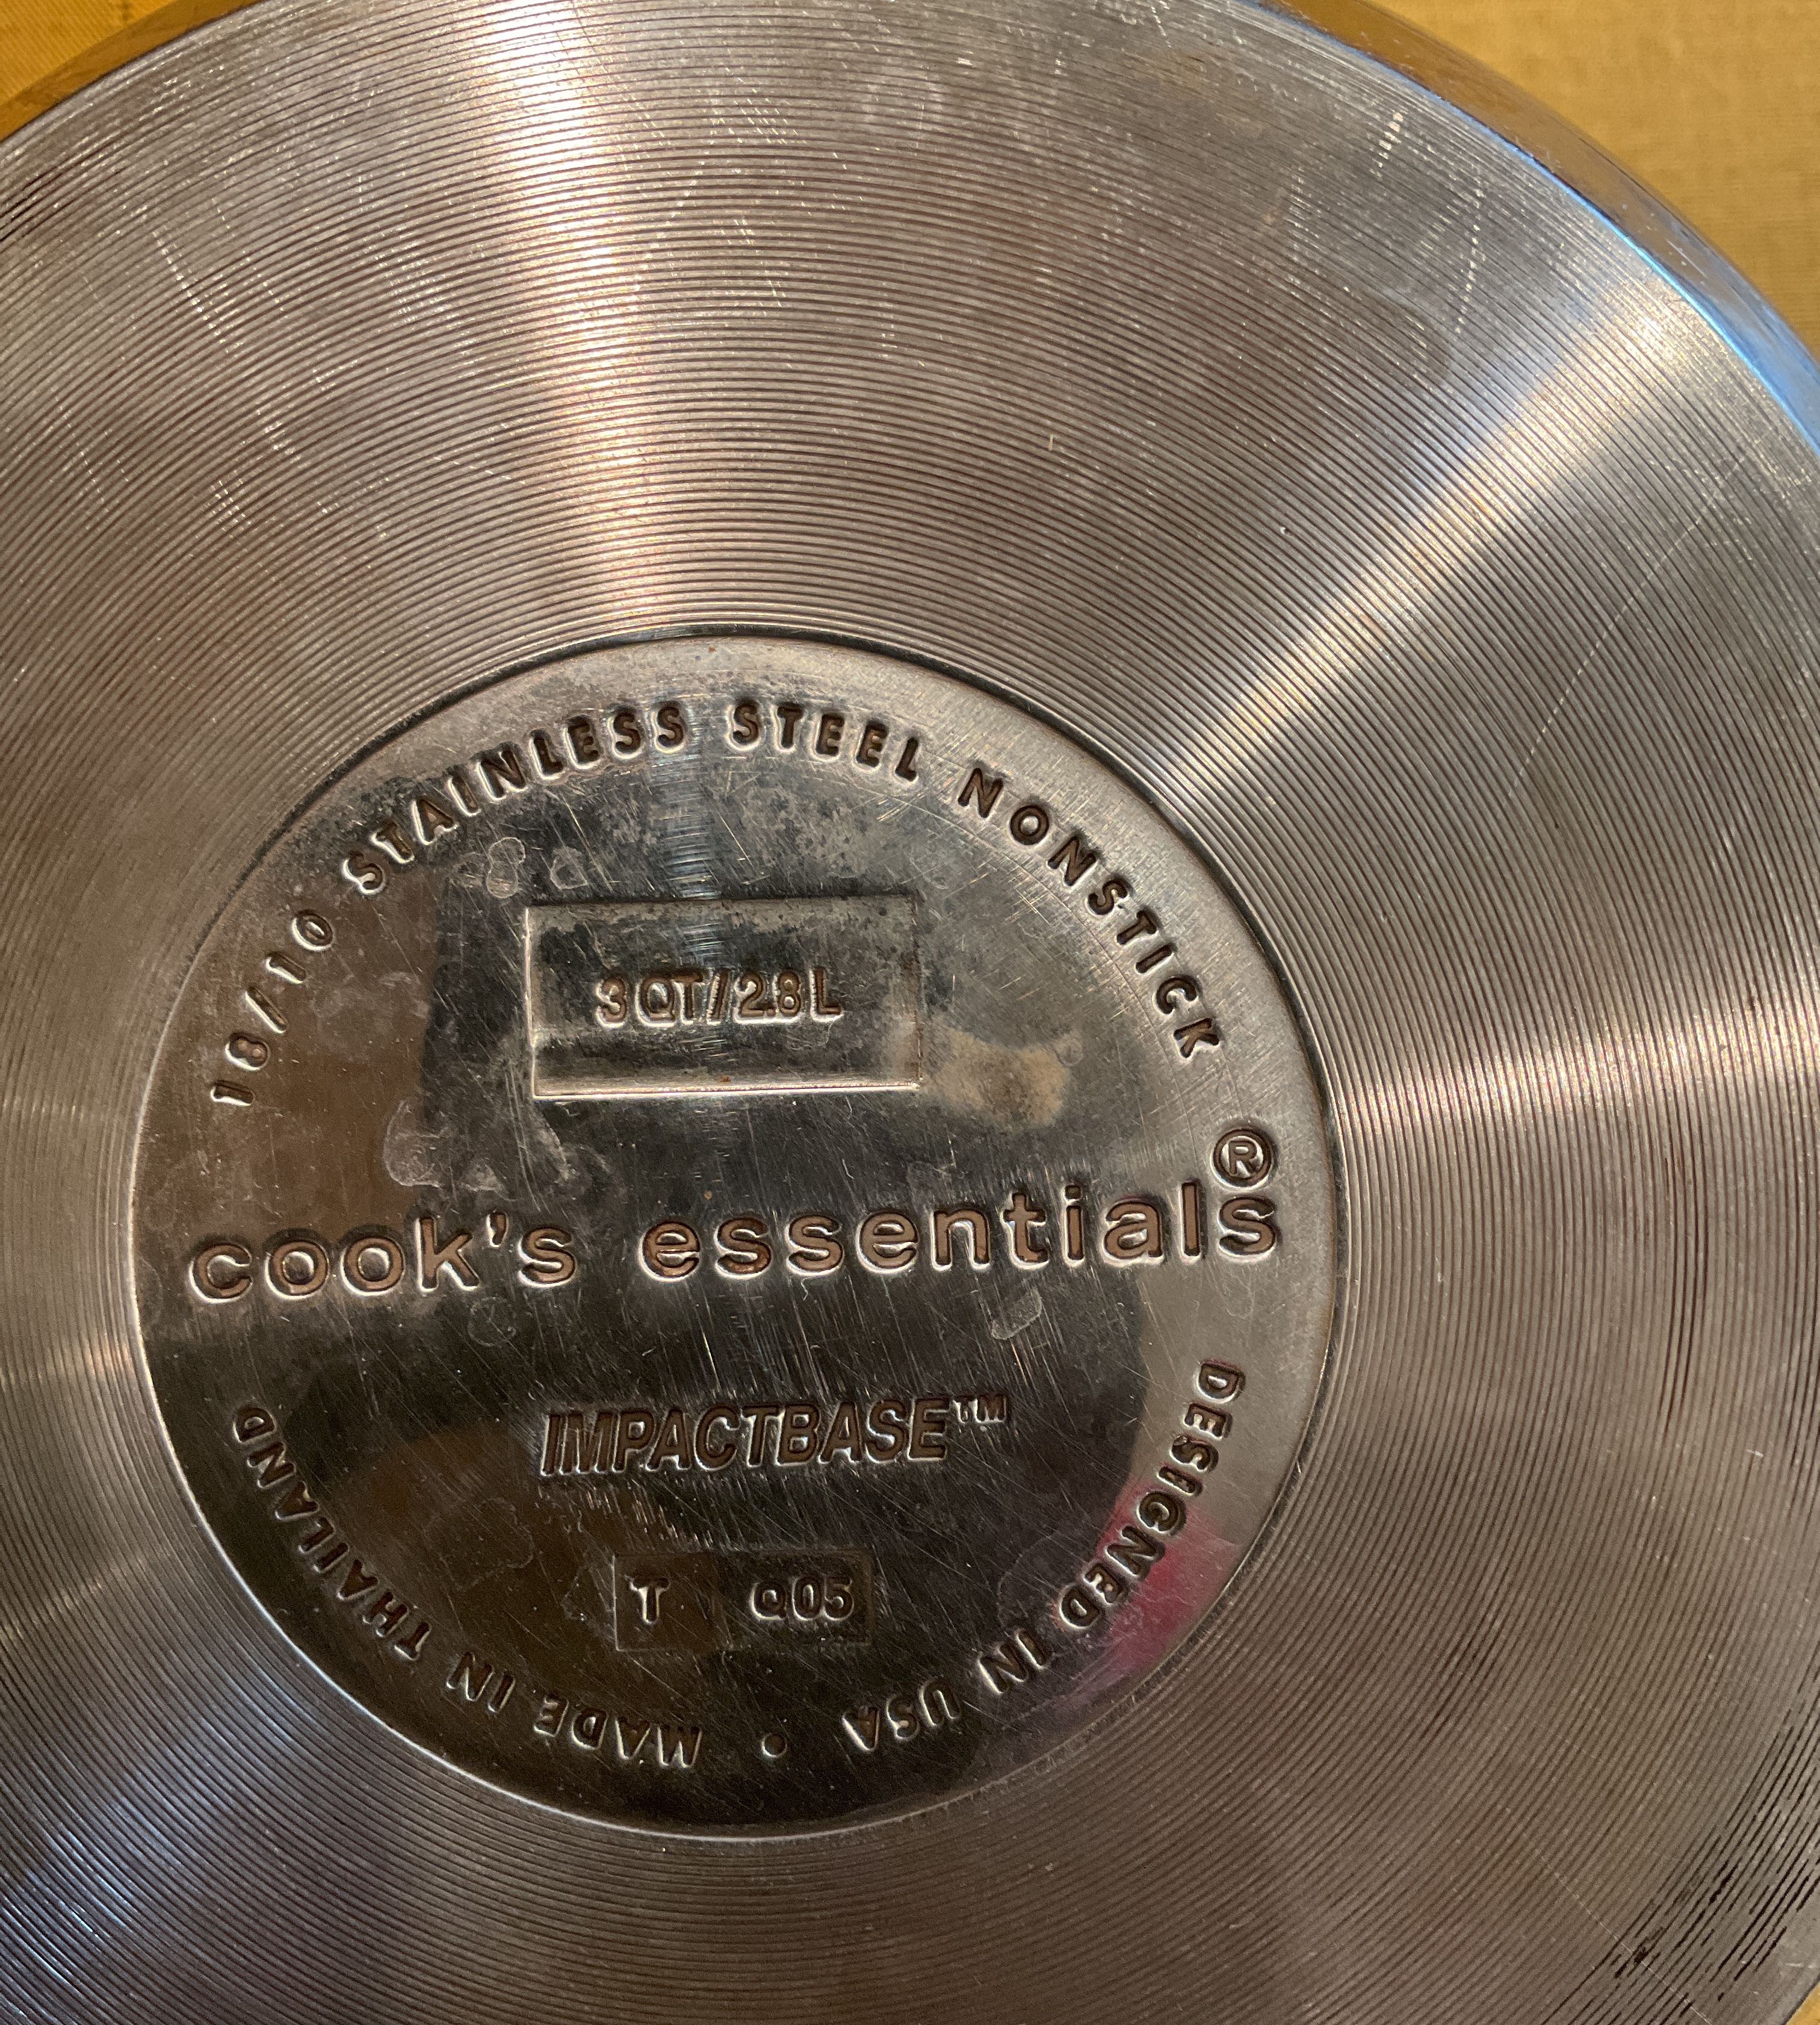 18/10 STAINLESS STEEL NONSTICK
3QT/2.8L
cook's essentials®
IMPACTBASE™
T Q05
DESIGNED IN USA • MADE IN THAILAND